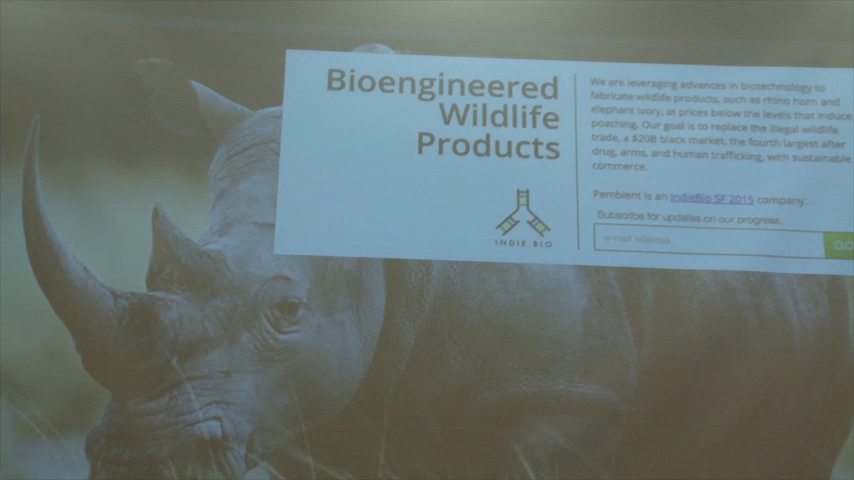 Bioengineered
Wildlife
Products
INDIE.BIO
We are leveraging advances in biotechnology to
fabricate wildlife products, such as rhino horn and
elephant ivory, at prices below the levels that induce
poaching. Our goal is to replace the illegal wildlife
trade, a $20B black market, the fourth largest after
drug, arms, and human trafficking, with sustainable
commerce.
Pembient is an IndieBio SF 2015 company.
Subscribe for updates on our progress.
e-mail address
GO